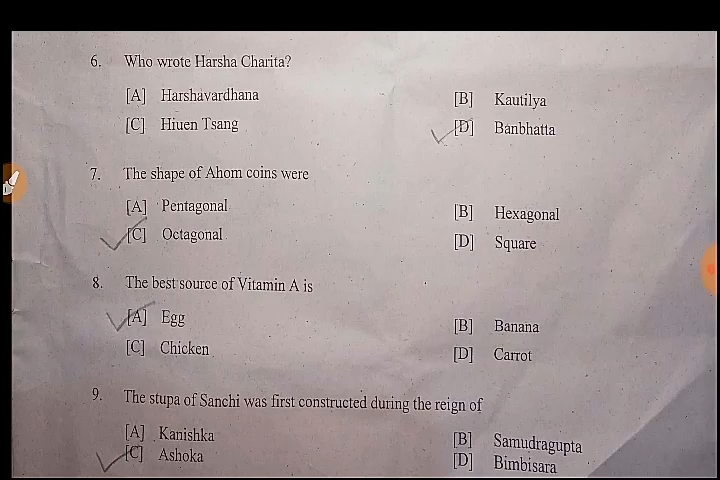 6. Who wrote Harsha Charita?
[A] Harshavardhana [B] Kautilya
[C] Hiuen Tsang [D] Banbhatta
7. The shape of Ahom coins were
[A] Pentagonal [B] Hexagonal
[C] Octagonal [D] Square
8. The best source of Vitamin A is
[A] Egg [B] Banana
[C] Chicken [D] Carrot
9. The stupa of Sanchi was first constructed during the reign of
[A] Kanishka [B] Samudragupta
[C] Ashoka [D] Bimbisara